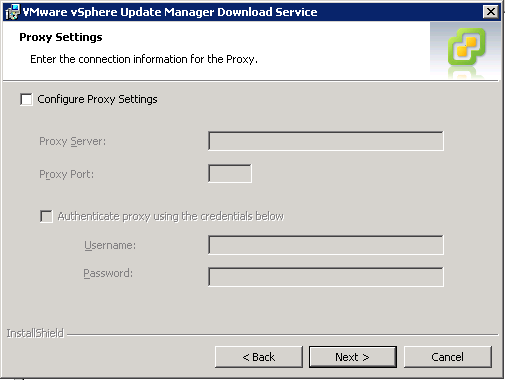 VMware vSphere Update Manager Download Service
Proxy Settings
Enter the connection information for the Proxy.
Configure Proxy Settings
Proxy Server:
Proxy Port:
Authenticate proxy using the credentials below
Username:
Password:
InstallShield
< Back Next > Cancel